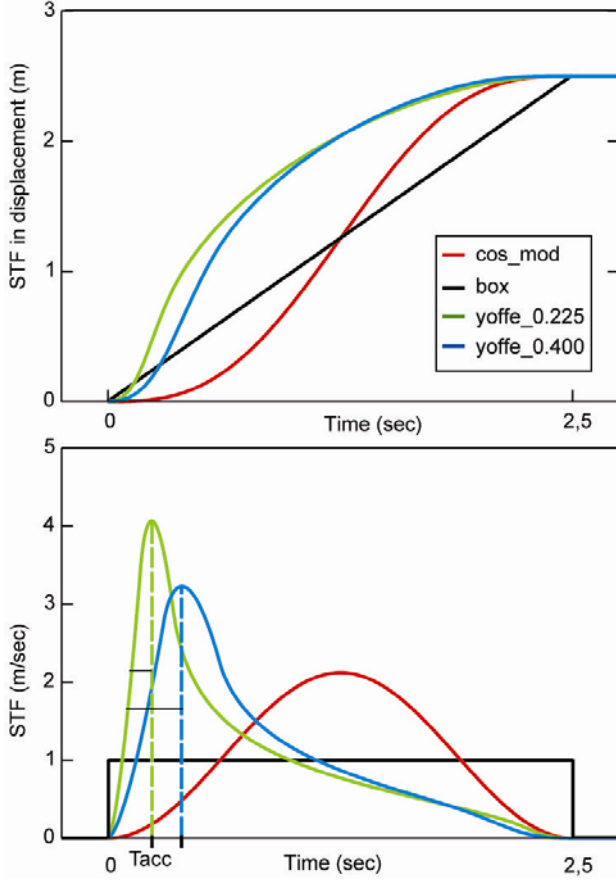 3
STF in displacement (m)
2
1
0
cos_mod
box
yoffe_0.225
yoffe_0.400
0
Time (sec)
2,5
5
4
STF (m/sec)
3
2
1
0
0
Tacc
Time (sec)
2,5